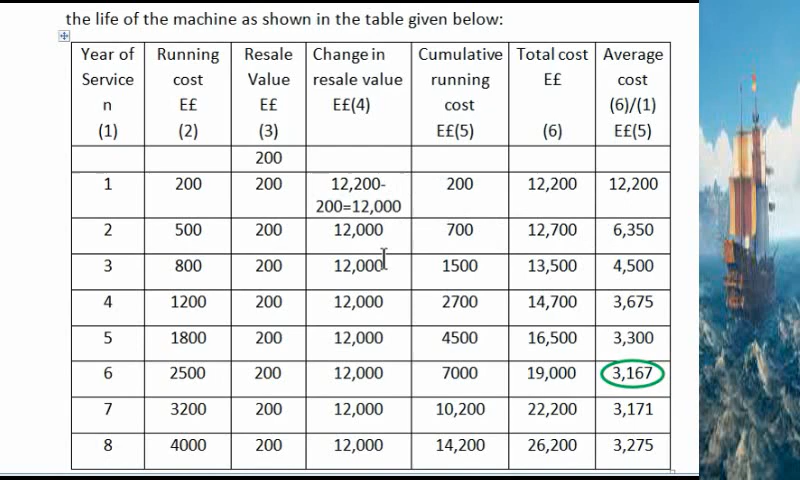 the life of the machine as shown in the table given below:
Year of Service n (1) | Running cost E£ (2) | Resale Value E£ (3) | Change in resale value E£(4) | Cumulative running cost E£(5) | Total cost E£ (6) | Average cost (6)/(1) E£(5)
200
1 | 200 | 200 | 12,200-200=12,000 | 200 | 12,200 | 12,200
2 | 500 | 200 | 12,000 | 700 | 12,700 | 6,350
3 | 800 | 200 | 12,000 | 1500 | 13,500 | 4,500
4 | 1200 | 200 | 12,000 | 2700 | 14,700 | 3,675
5 | 1800 | 200 | 12,000 | 4500 | 16,500 | 3,300
6 | 2500 | 200 | 12,000 | 7000 | 19,000 | 3,167
7 | 3200 | 200 | 12,000 | 10,200 | 22,200 | 3,171
8 | 4000 | 200 | 12,000 | 14,200 | 26,200 | 3,275